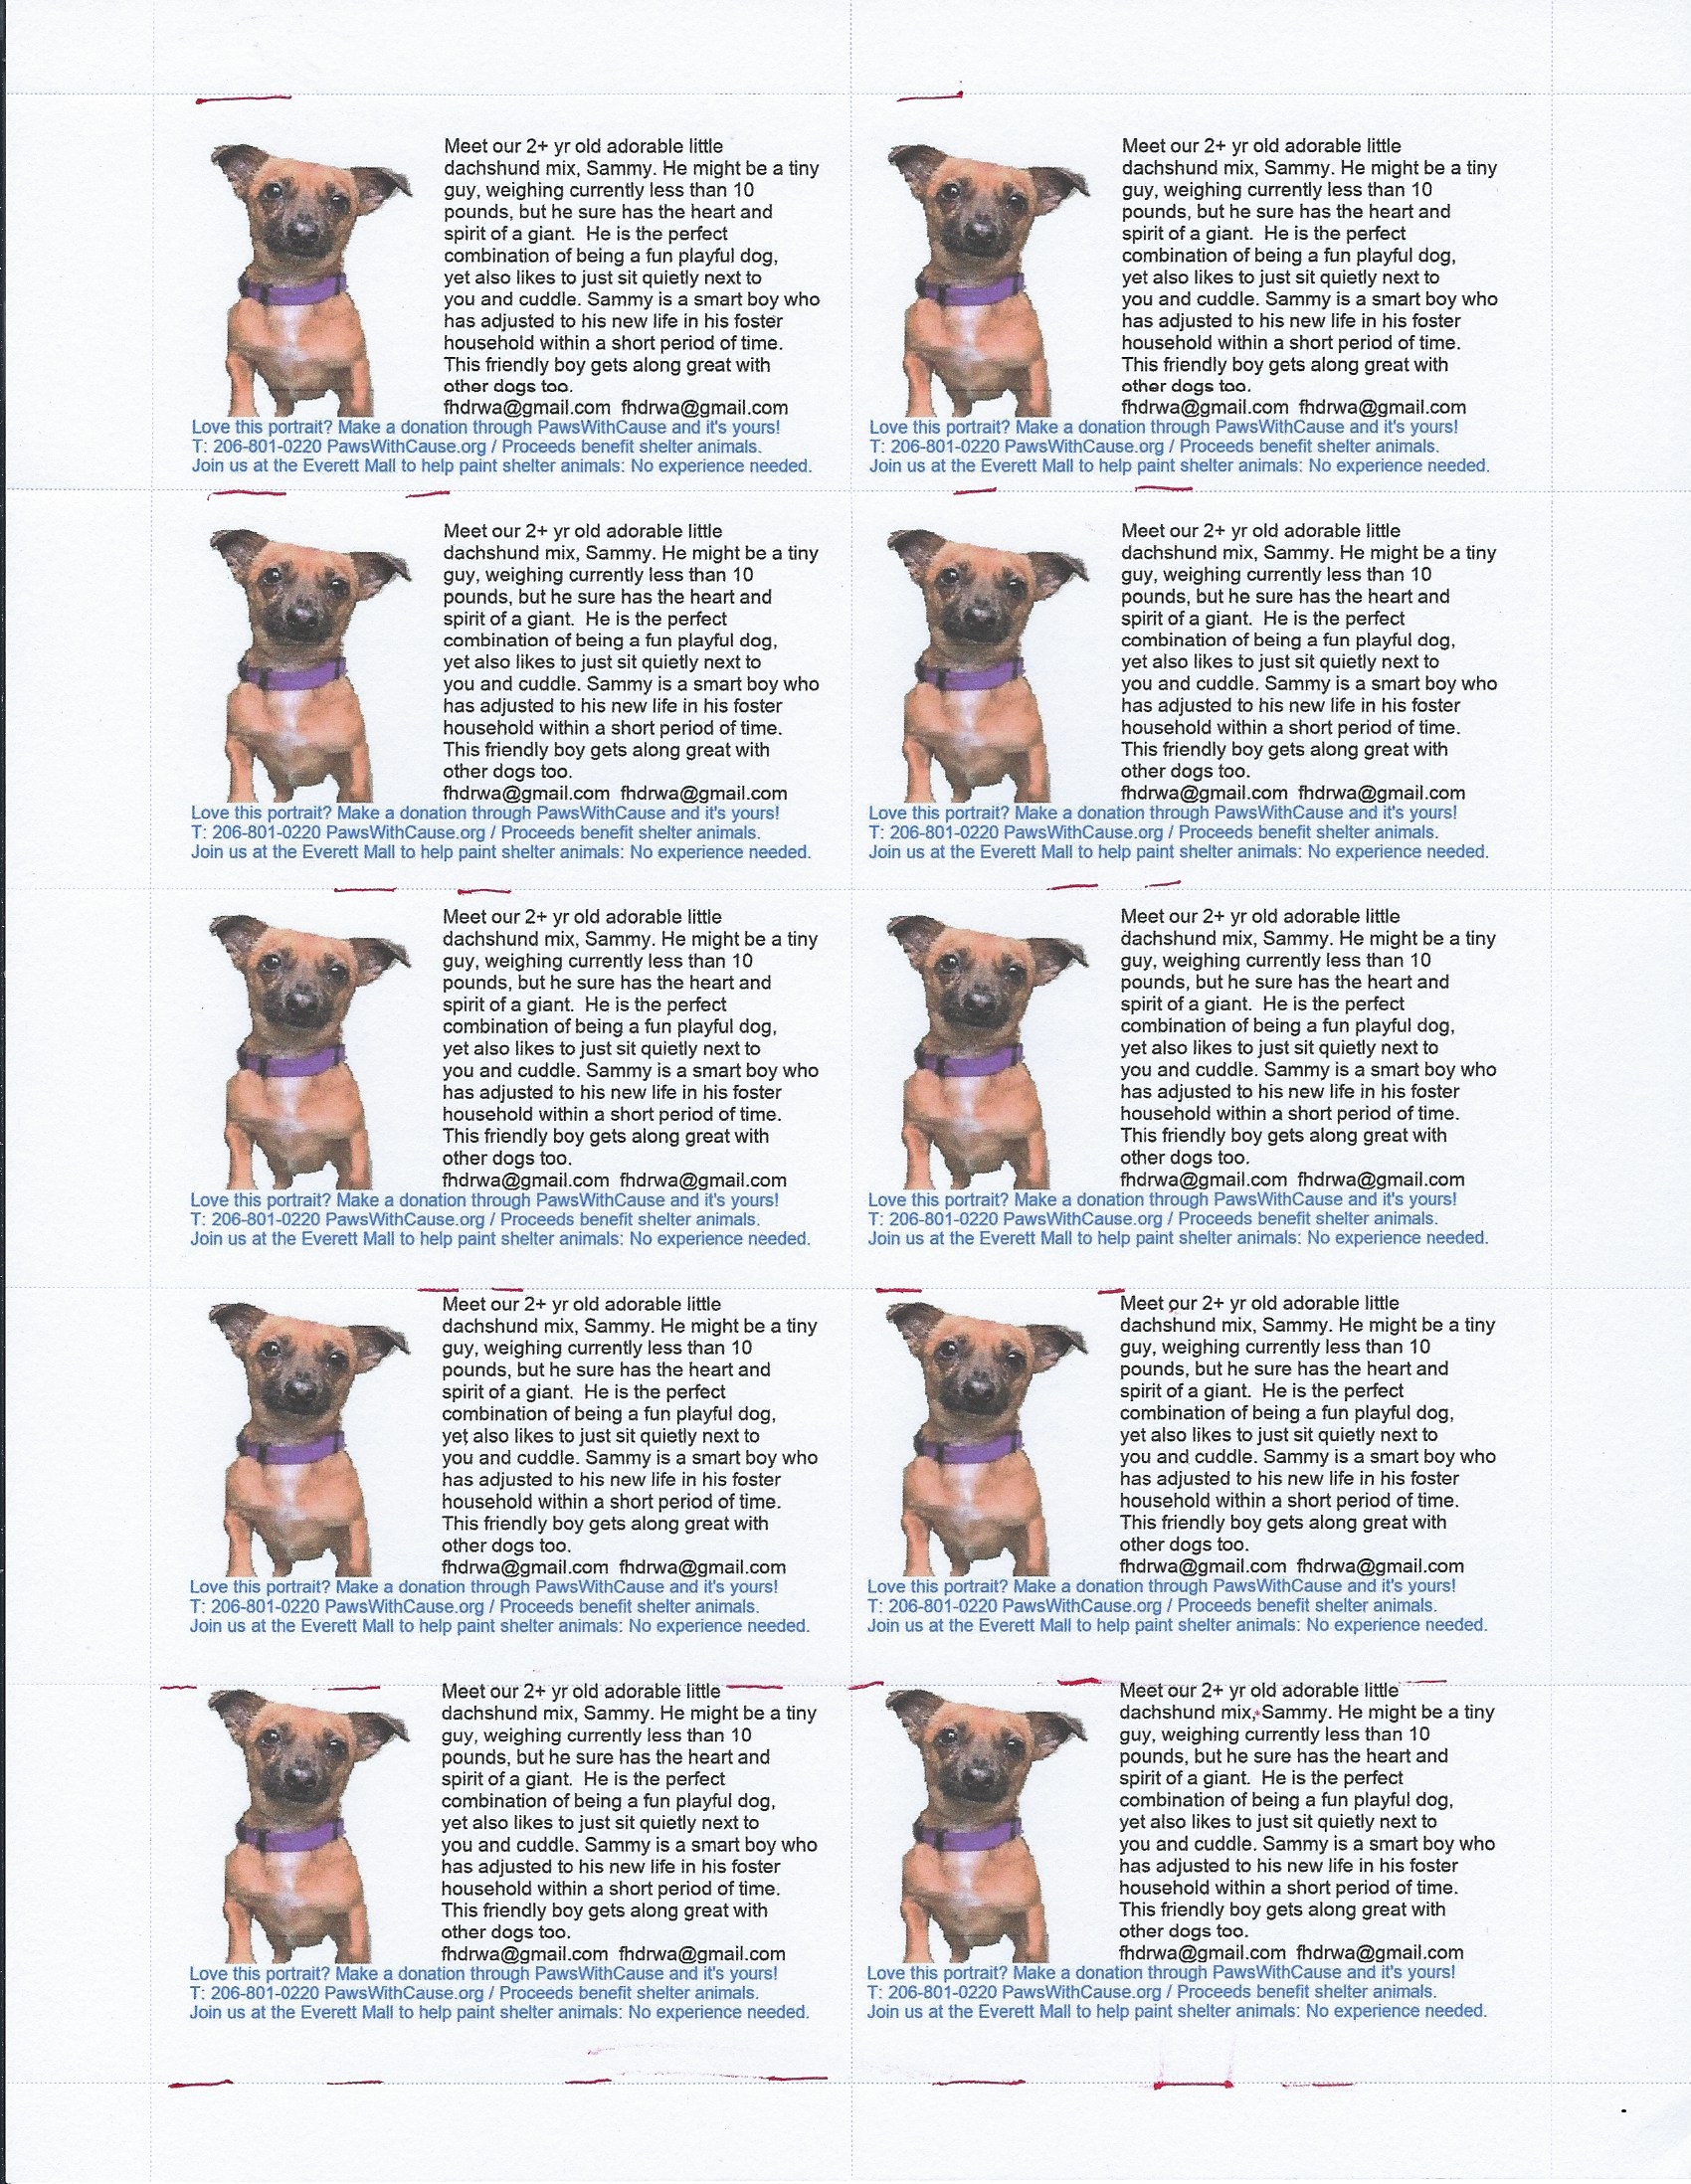 Meet our 2+ yr old adorable little
dachshund mix, Sammy. He might be a tiny
guy, weighing currently less than 10
pounds, but he sure has the heart and
spirit of a giant.  He is the perfect
combination of being a fun playful dog,
yet also likes to just sit quietly next to
you and cuddle. Sammy is a smart boy who
has adjusted to his new life in his foster
household within a short period of time.
This friendly boy gets along great with
other dogs too.
fhdrwa@gmail.com  fhdrwa@gmail.com
Love this portrait? Make a donation through PawsWithCause and it's yours!
T: 206-801-0220 PawsWithCause.org / Proceeds benefit shelter animals.
Join us at the Everett Mall to help paint shelter animals: No experience needed.
Meet our 2+ yr old adorable little
dachshund mix, Sammy. He might be a tiny
guy, weighing currently less than 10
pounds, but he sure has the heart and
spirit of a giant.  He is the perfect
combination of being a fun playful dog,
yet also likes to just sit quietly next to
you and cuddle. Sammy is a smart boy who
has adjusted to his new life in his foster
household within a short period of time.
This friendly boy gets along great with
other dogs too.
fhdrwa@gmail.com  fhdrwa@gmail.com
Love this portrait? Make a donation through PawsWithCause and it's yours!
T: 206-801-0220 PawsWithCause.org / Proceeds benefit shelter animals.
Join us at the Everett Mall to help paint shelter animals: No experience needed.
Meet our 2+ yr old adorable little
dachshund mix, Sammy. He might be a tiny
guy, weighing currently less than 10
pounds, but he sure has the heart and
spirit of a giant.  He is the perfect
combination of being a fun playful dog,
yet also likes to just sit quietly next to
you and cuddle. Sammy is a smart boy who
has adjusted to his new life in his foster
household within a short period of time.
This friendly boy gets along great with
other dogs too.
fhdrwa@gmail.com  fhdrwa@gmail.com
Love this portrait? Make a donation through PawsWithCause and it's yours!
T: 206-801-0220 PawsWithCause.org / Proceeds benefit shelter animals.
Join us at the Everett Mall to help paint shelter animals: No experience needed.
Meet our 2+ yr old adorable little
dachshund mix, Sammy. He might be a tiny
guy, weighing currently less than 10
pounds, but he sure has the heart and
spirit of a giant.  He is the perfect
combination of being a fun playful dog,
yet also likes to just sit quietly next to
you and cuddle. Sammy is a smart boy who
has adjusted to his new life in his foster
household within a short period of time.
This friendly boy gets along great with
other dogs too.
fhdrwa@gmail.com  fhdrwa@gmail.com
Love this portrait? Make a donation through PawsWithCause and it's yours!
T: 206-801-0220 PawsWithCause.org / Proceeds benefit shelter animals.
Join us at the Everett Mall to help paint shelter animals: No experience needed.
Meet our 2+ yr old adorable little
dachshund mix, Sammy. He might be a tiny
guy, weighing currently less than 10
pounds, but he sure has the heart and
spirit of a giant.  He is the perfect
combination of being a fun playful dog,
yet also likes to just sit quietly next to
you and cuddle. Sammy is a smart boy who
has adjusted to his new life in his foster
household within a short period of time.
This friendly boy gets along great with
other dogs too.
fhdrwa@gmail.com  fhdrwa@gmail.com
Love this portrait? Make a donation through PawsWithCause and it's yours!
T: 206-801-0220 PawsWithCause.org / Proceeds benefit shelter animals.
Join us at the Everett Mall to help paint shelter animals: No experience needed.
Meet our 2+ yr old adorable little
dachshund mix, Sammy. He might be a tiny
guy, weighing currently less than 10
pounds, but he sure has the heart and
spirit of a giant.  He is the perfect
combination of being a fun playful dog,
yet also likes to just sit quietly next to
you and cuddle. Sammy is a smart boy who
has adjusted to his new life in his foster
household within a short period of time.
This friendly boy gets along great with
other dogs too.
fhdrwa@gmail.com  fhdrwa@gmail.com
Love this portrait? Make a donation through PawsWithCause and it's yours!
T: 206-801-0220 PawsWithCause.org / Proceeds benefit shelter animals.
Join us at the Everett Mall to help paint shelter animals: No experience needed.
Meet our 2+ yr old adorable little
dachshund mix, Sammy. He might be a tiny
guy, weighing currently less than 10
pounds, but he sure has the heart and
spirit of a giant.  He is the perfect
combination of being a fun playful dog,
yet also likes to just sit quietly next to
you and cuddle. Sammy is a smart boy who
has adjusted to his new life in his foster
household within a short period of time.
This friendly boy gets along great with
other dogs too.
fhdrwa@gmail.com  fhdrwa@gmail.com
Love this portrait? Make a donation through PawsWithCause and it's yours!
T: 206-801-0220 PawsWithCause.org / Proceeds benefit shelter animals.
Join us at the Everett Mall to help paint shelter animals: No experience needed.
Meet our 2+ yr old adorable little
dachshund mix, Sammy. He might be a tiny
guy, weighing currently less than 10
pounds, but he sure has the heart and
spirit of a giant.  He is the perfect
combination of being a fun playful dog,
yet also likes to just sit quietly next to
you and cuddle. Sammy is a smart boy who
has adjusted to his new life in his foster
household within a short period of time.
This friendly boy gets along great with
other dogs too.
fhdrwa@gmail.com  fhdrwa@gmail.com
Love this portrait? Make a donation through PawsWithCause and it's yours!
T: 206-801-0220 PawsWithCause.org / Proceeds benefit shelter animals.
Join us at the Everett Mall to help paint shelter animals: No experience needed.
Meet our 2+ yr old adorable little
dachshund mix, Sammy. He might be a tiny
guy, weighing currently less than 10
pounds, but he sure has the heart and
spirit of a giant.  He is the perfect
combination of being a fun playful dog,
yet also likes to just sit quietly next to
you and cuddle. Sammy is a smart boy who
has adjusted to his new life in his foster
household within a short period of time.
This friendly boy gets along great with
other dogs too.
fhdrwa@gmail.com  fhdrwa@gmail.com
Love this portrait? Make a donation through PawsWithCause and it's yours!
T: 206-801-0220 PawsWithCause.org / Proceeds benefit shelter animals.
Join us at the Everett Mall to help paint shelter animals: No experience needed.
Meet our 2+ yr old adorable little
dachshund mix, Sammy. He might be a tiny
guy, weighing currently less than 10
pounds, but he sure has the heart and
spirit of a giant.  He is the perfect
combination of being a fun playful dog,
yet also likes to just sit quietly next to
you and cuddle. Sammy is a smart boy who
has adjusted to his new life in his foster
household within a short period of time.
This friendly boy gets along great with
other dogs too.
fhdrwa@gmail.com  fhdrwa@gmail.com
Love this portrait? Make a donation through PawsWithCause and it's yours!
T: 206-801-0220 PawsWithCause.org / Proceeds benefit shelter animals.
Join us at the Everett Mall to help paint shelter animals: No experience needed.